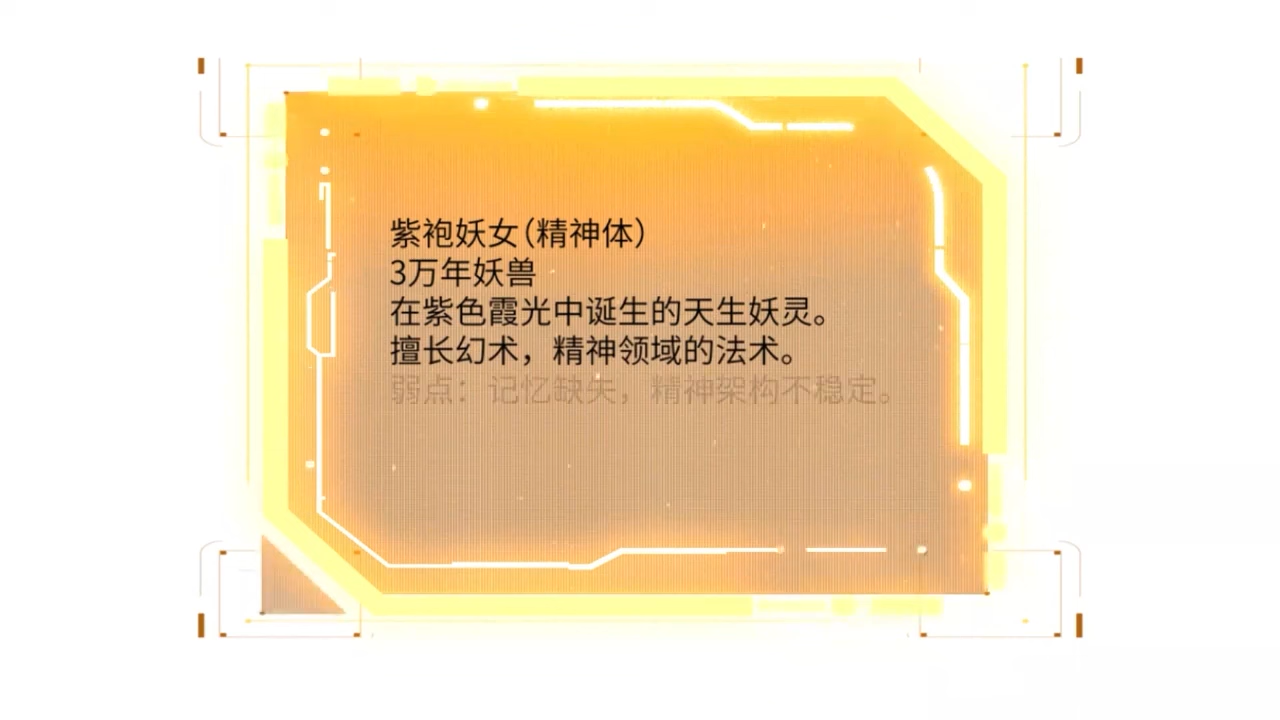 紫袍妖女(精神体)
3万年妖兽
在紫色霞光中诞生的天生妖灵。
擅长幻术，精神领域的法术。
弱点：记忆缺失，精神架构不稳定。